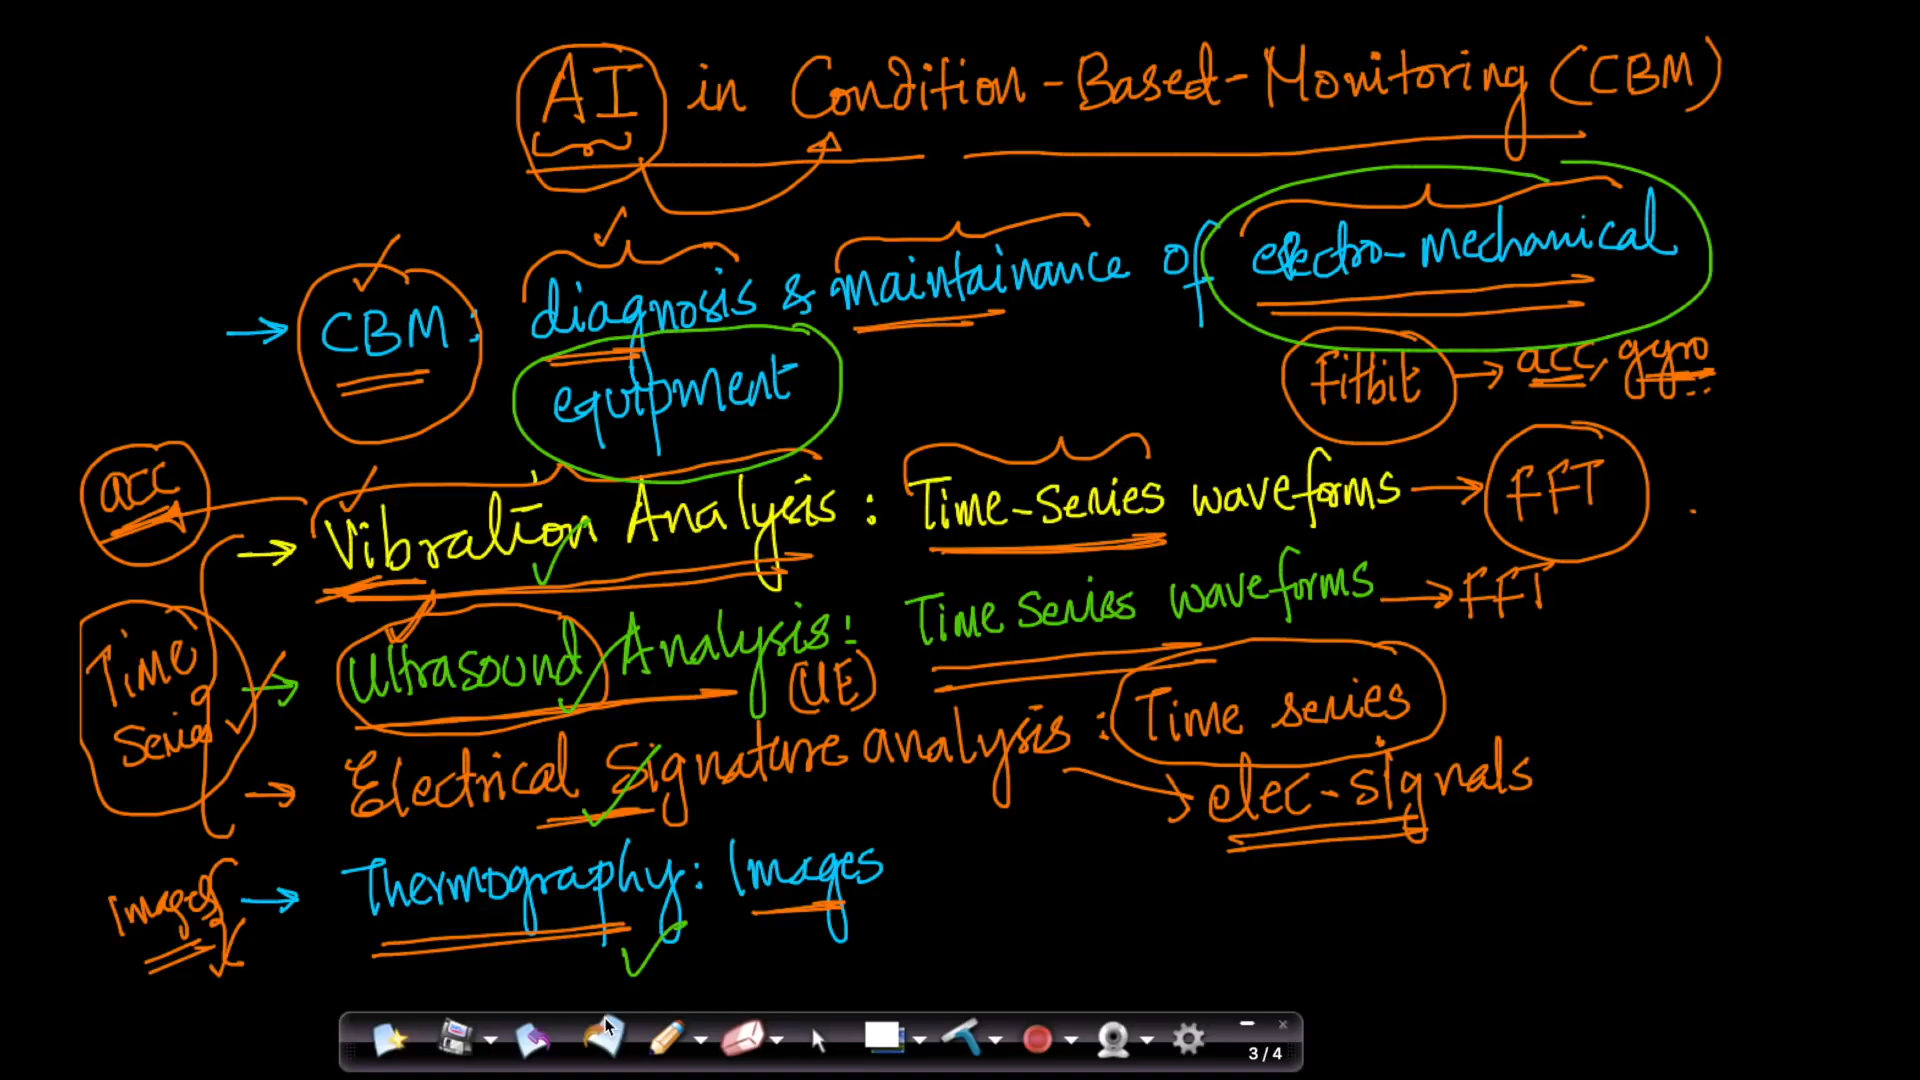 AI in Condition-Based-Monitoring (CBM)
→ CBM: diagnosis & maintainance of electro-mechanical
equipment
Fitbit → acc, gyro
acc
→ Vibration Analysis: Time-Series waveforms → FFT
→ Ultrasound Analysis: Time Series waveforms → FFT
(UE)
Time
Series
→ Electrical Signature analysis: Time series
→ elec-signals
Images → Thermography: Images
3 / 4